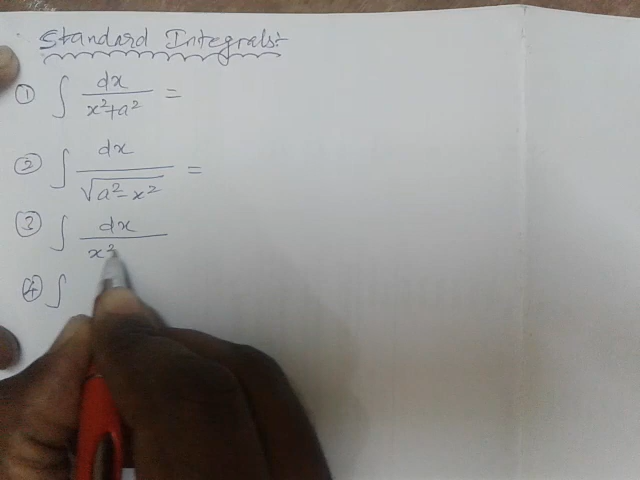 Standard Integrals:-
① ∫ dx / x²+a² =
② ∫ dx / √a²-x² =
③ ∫ dx / x²
④ ∫